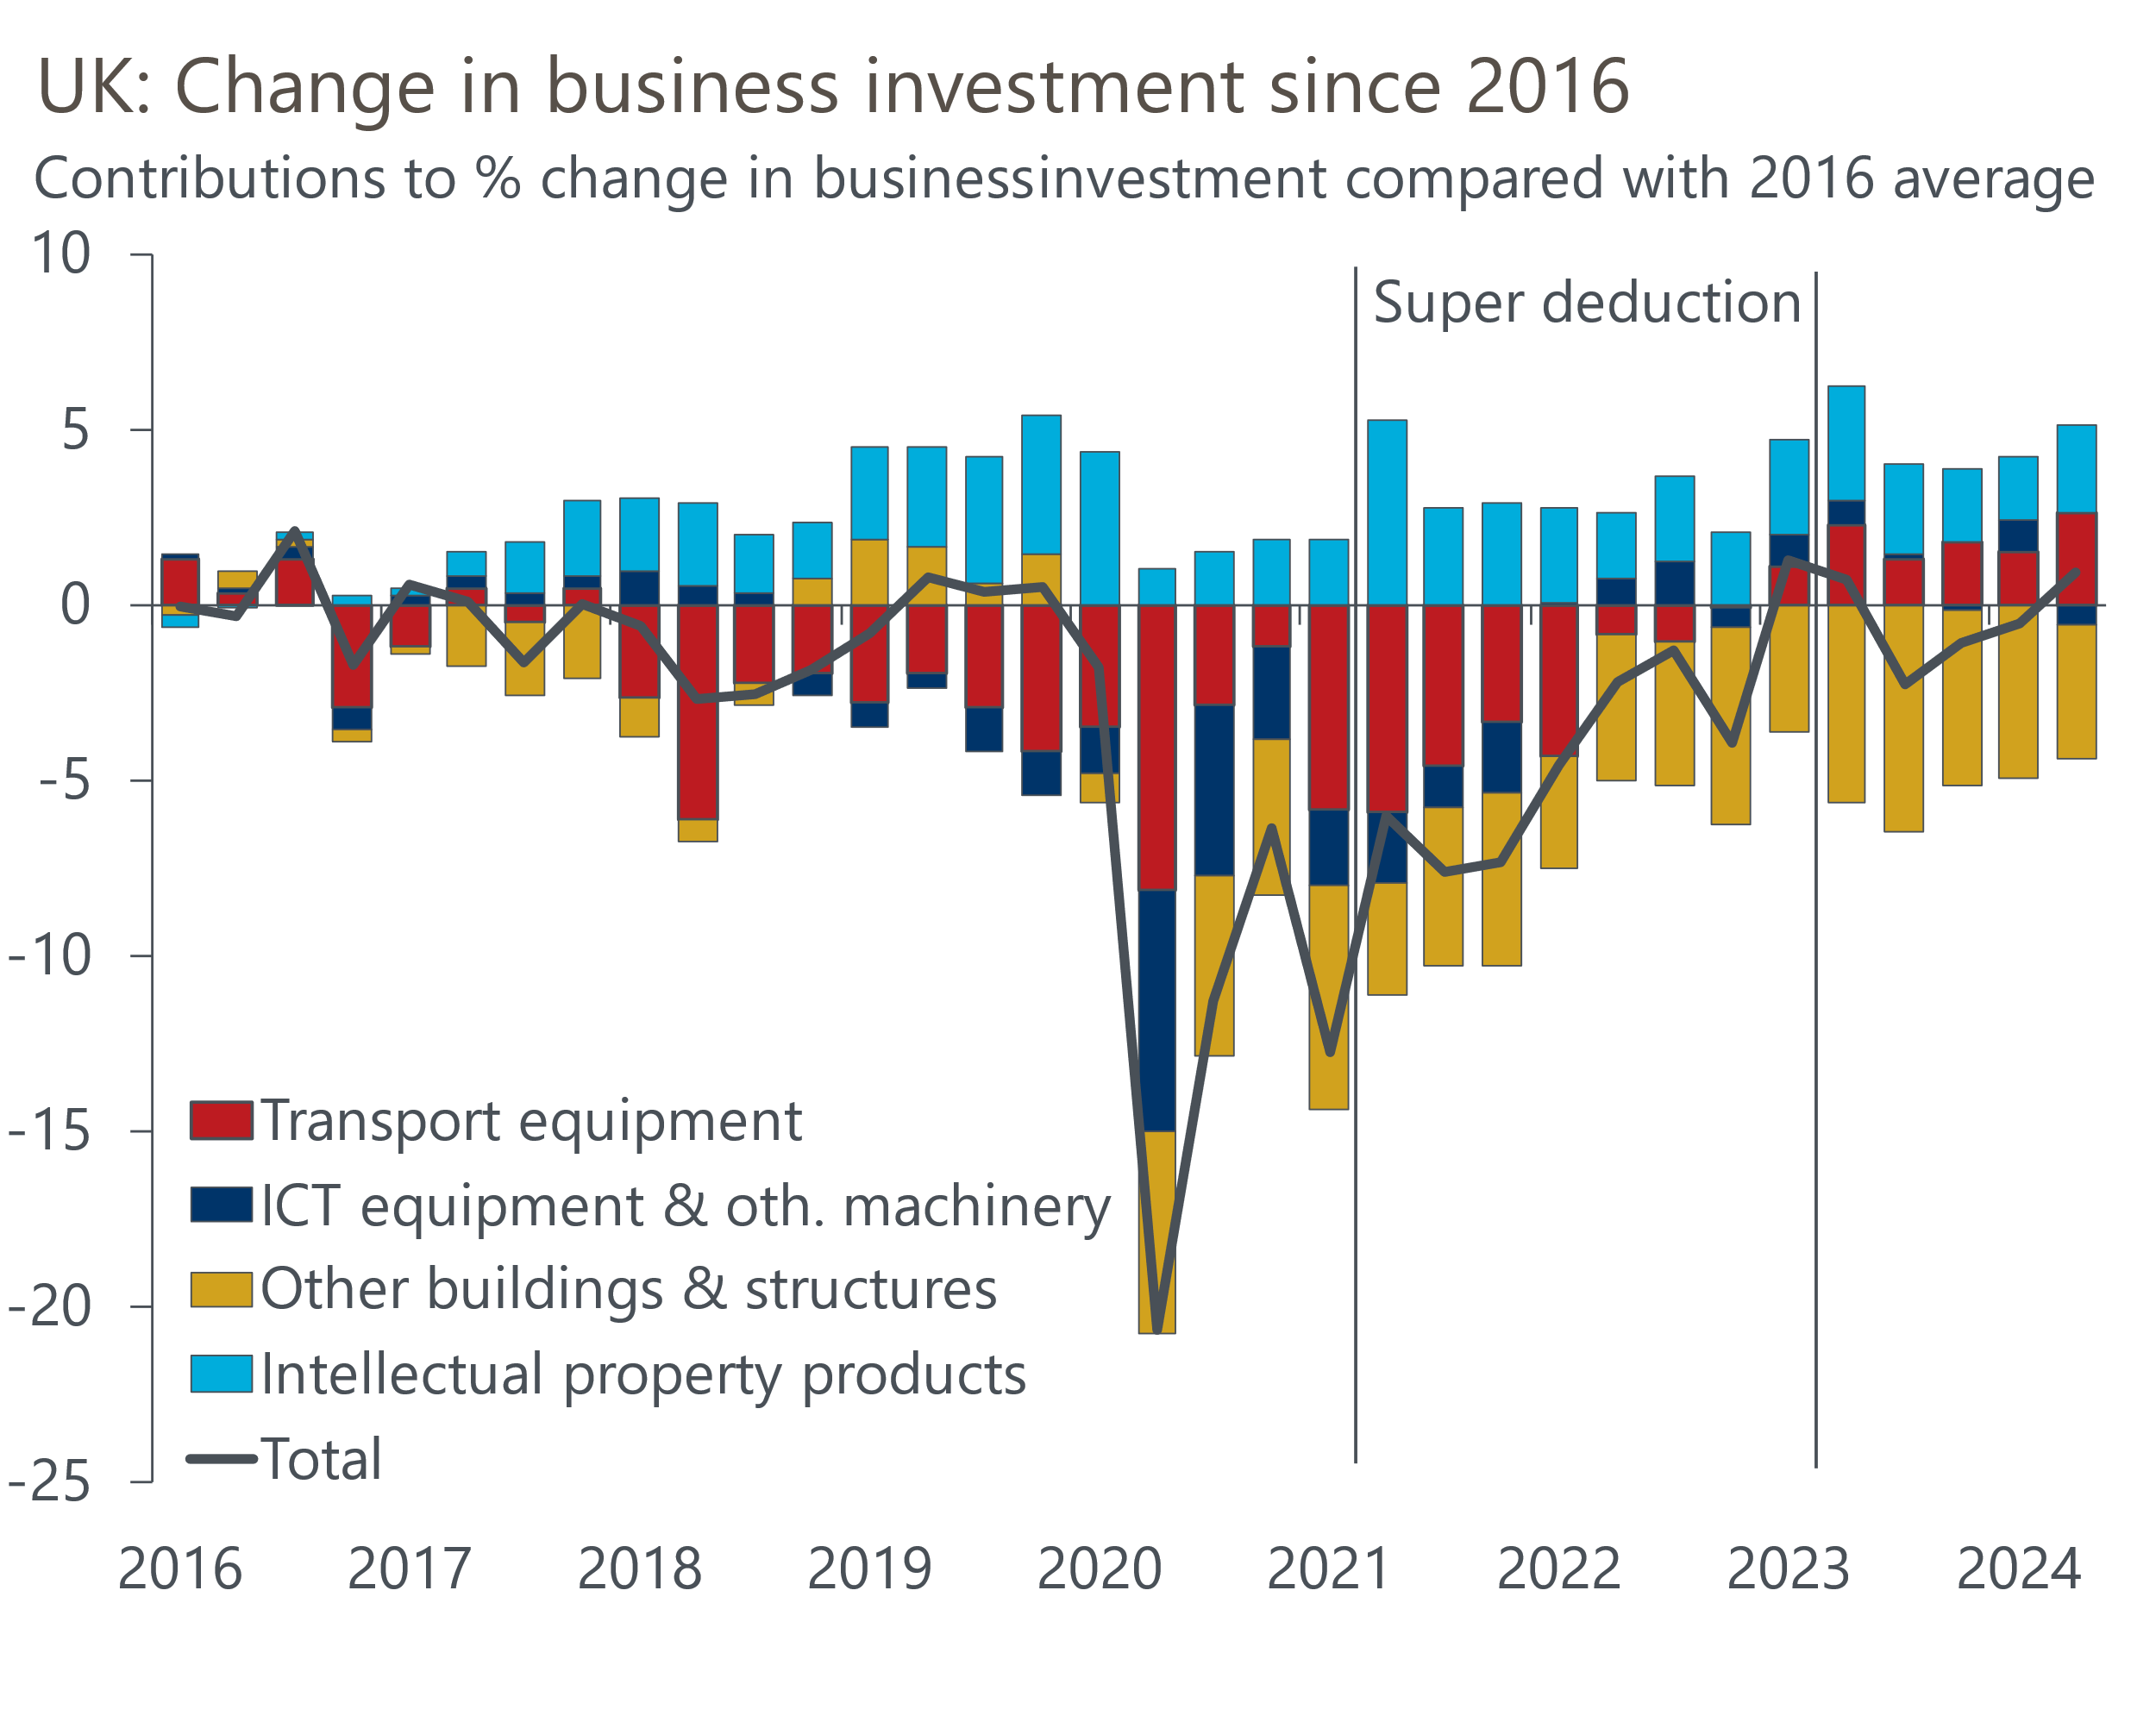 UK: Change in business investment since 2016
Contributions to % change in businessinvestment compared with 2016 average
10
Super deduction
5
0
-5
-10
-15
Transport equipment
ICT equipment & oth. machinery
Other buildings & structures
-20
Intellectual property products
Total
-25
2016 2017 2018 2019 2020 2021 2022 2023 2024